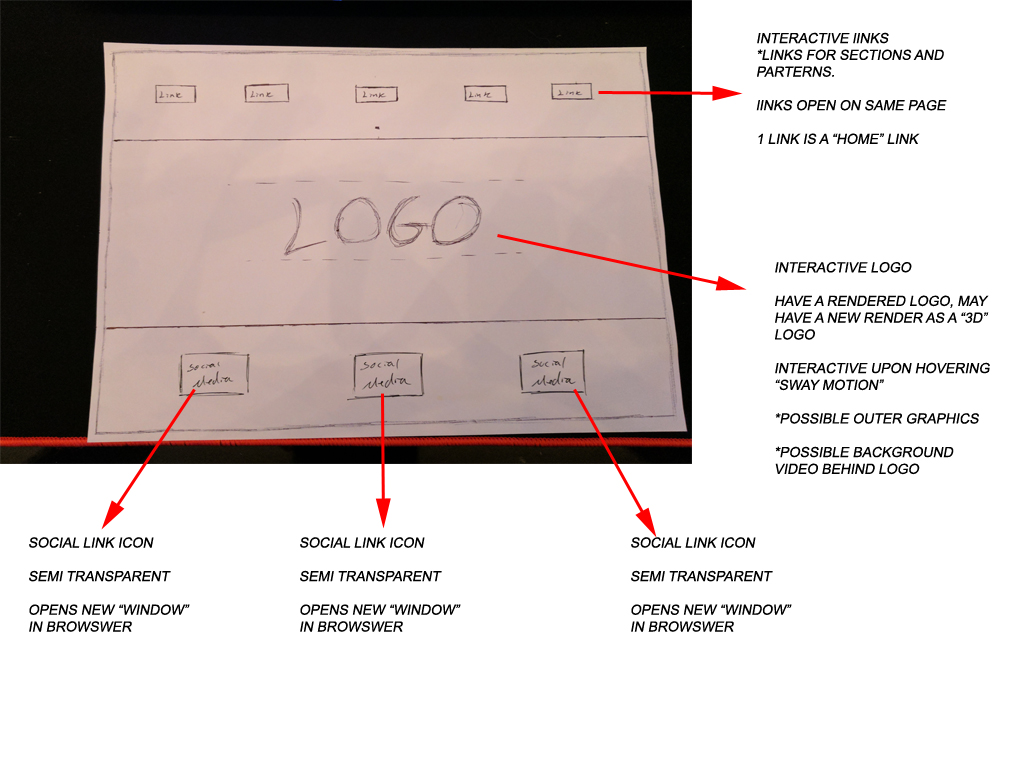 Link Link Link Link Link
LOGO
Social Media
Social Media
Social Media
INTERACTIVE lINKS
*LINKS FOR SECTIONS AND
PARTERNS.
lINKS OPEN ON SAME PAGE
1 LINK IS A “HOME” LINK
INTERACTIVE LOGO
HAVE A RENDERED LOGO, MAY
HAVE A NEW RENDER AS A “3D”
LOGO
INTERACTIVE UPON HOVERING
“SWAY MOTION”
*POSSIBLE OUTER GRAPHICS
*POSSIBLE BACKGROUND
VIDEO BEHIND LOGO
SOCIAL LINK ICON
SEMI TRANSPARENT
OPENS NEW “WINDOW”
IN BROWSWER
SOCIAL LINK ICON
SEMI TRANSPARENT
OPENS NEW “WINDOW”
IN BROWSWER
SOCIAL LINK ICON
SEMI TRANSPARENT
OPENS NEW “WINDOW”
IN BROWSWER